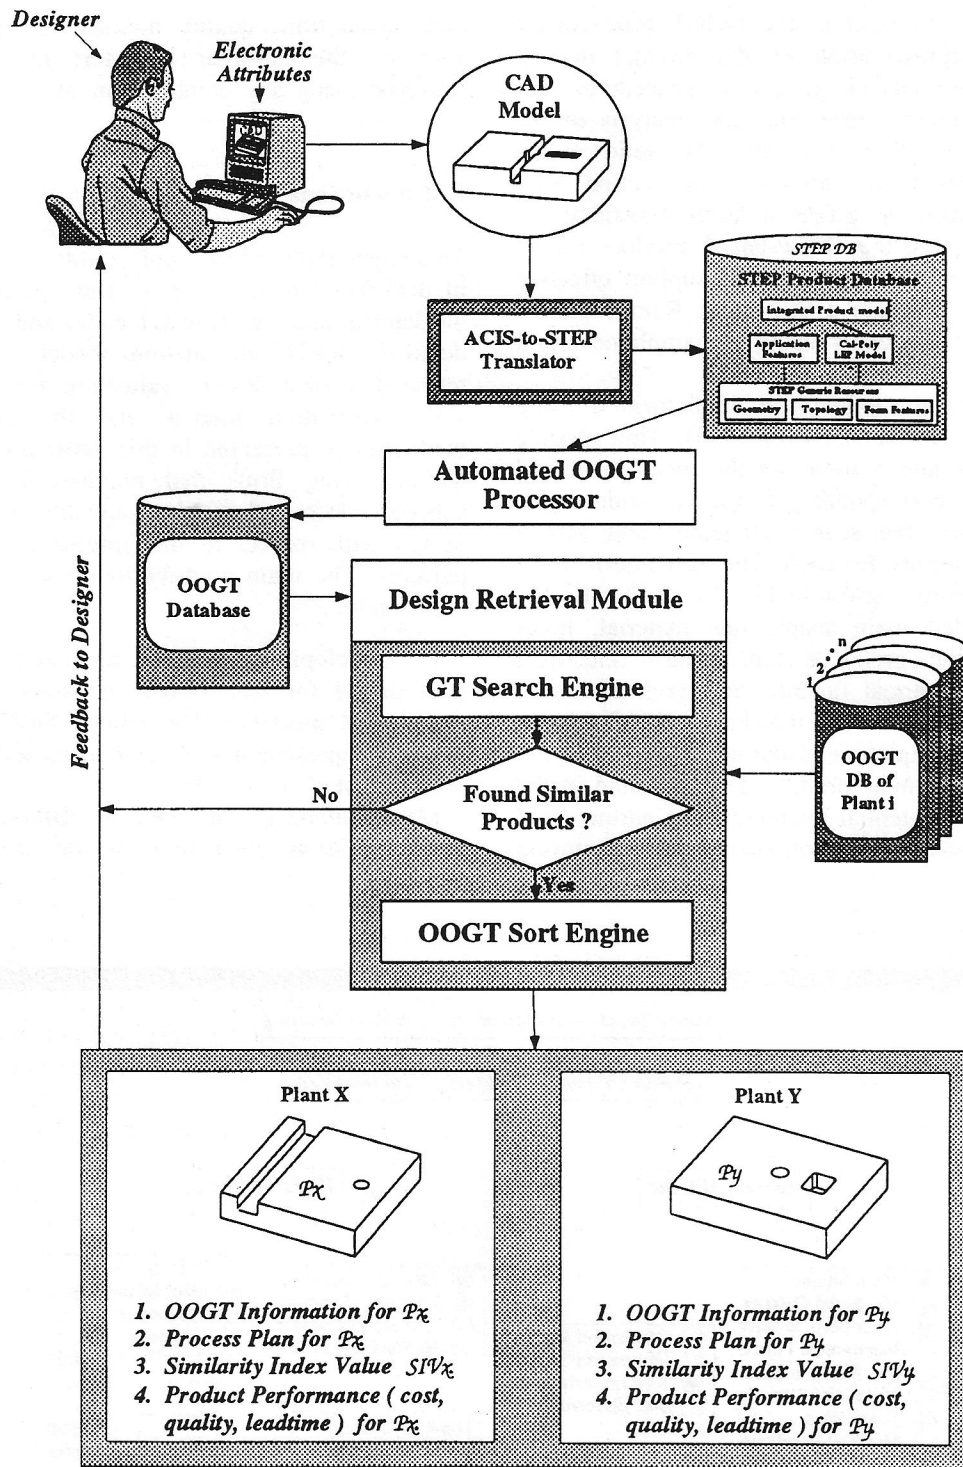 Designer
Electronic
Attributes
CAD
CAD
Model
STEP DB
STEP Product Database
Integrated Product model
Application
Features
Cal-Poly
LEP Model
STEP Generic Resources
Geometry
Topology
Form Features
ACIS-to-STEP
Translator
Automated OOGT
Processor
OOGT
Database
Design Retrieval Module
GT Search Engine
1 2 n
OOGT
DB of
Plant i
Found Similar
Products ?
No
Yes
OOGT Sort Engine
Feedback to Designer
Plant X
Px
1. OOGT Information for Px
2. Process Plan for Px
3. Similarity Index Value SIVx
4. Product Performance ( cost,
quality, leadtime ) for Px
Plant Y
Py
1. OOGT Information for Py
2. Process Plan for Py
3. Similarity Index Value SIVy
4. Product Performance ( cost,
quality, leadtime ) for Py